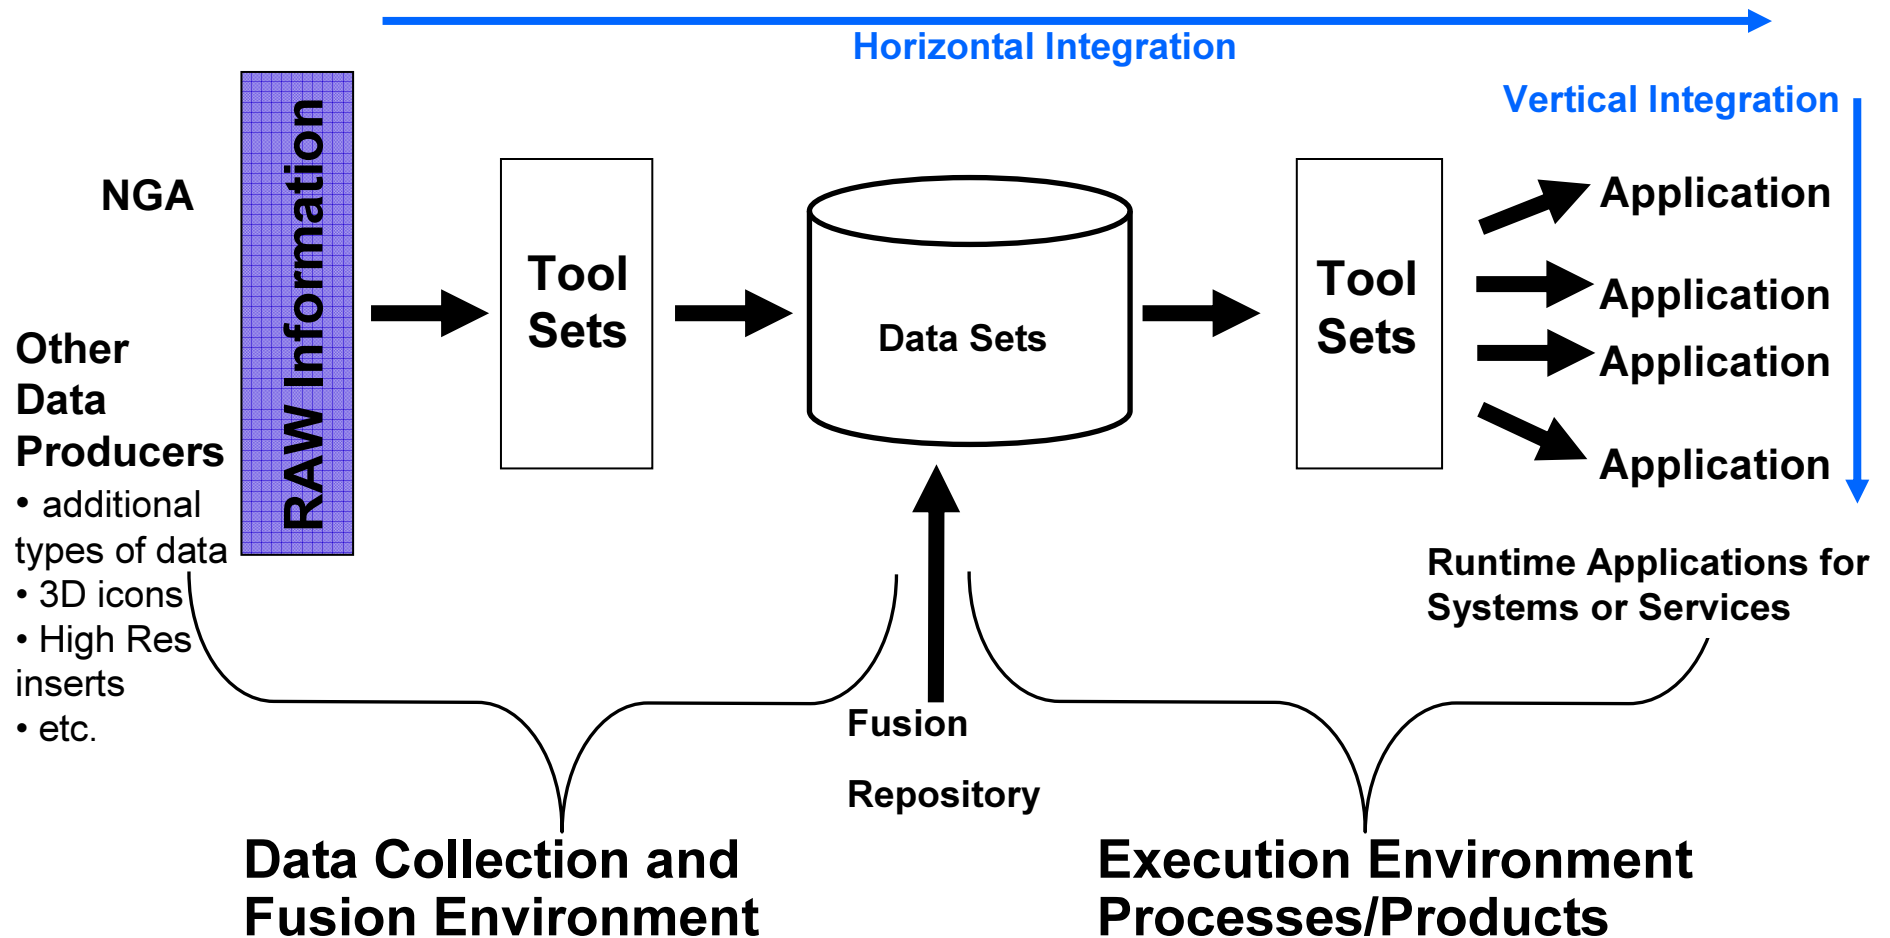 Horizontal Integration
Vertical Integration
NGA
Other
Data
Producers
• additional
types of data
• 3D icons
• High Res
inserts
• etc.
RAW Information
Tool
Sets
Data Sets
Tool
Sets
Application
Application
Application
Application
Runtime Applications for
Systems or Services
Fusion
Repository
Data Collection and
Fusion Environment
Execution Environment
Processes/Products